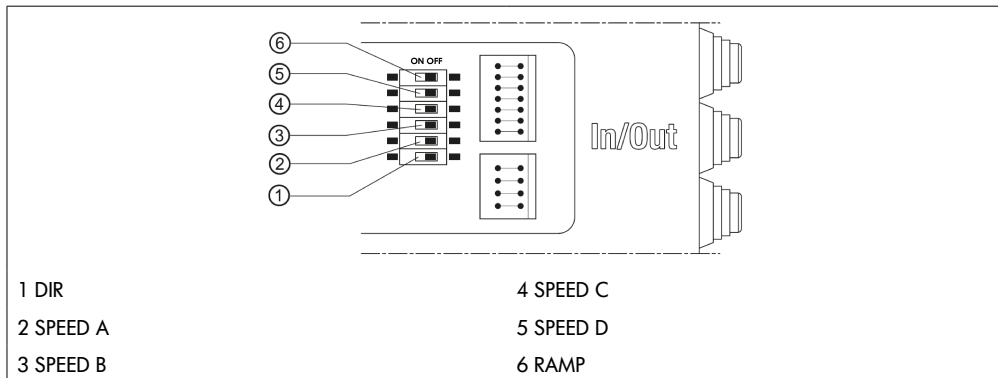 6
ON OFF
5
4
3
In/Out
2
1
1 DIR
4 SPEED C
2 SPEED A
5 SPEED D
3 SPEED B
6 RAMP